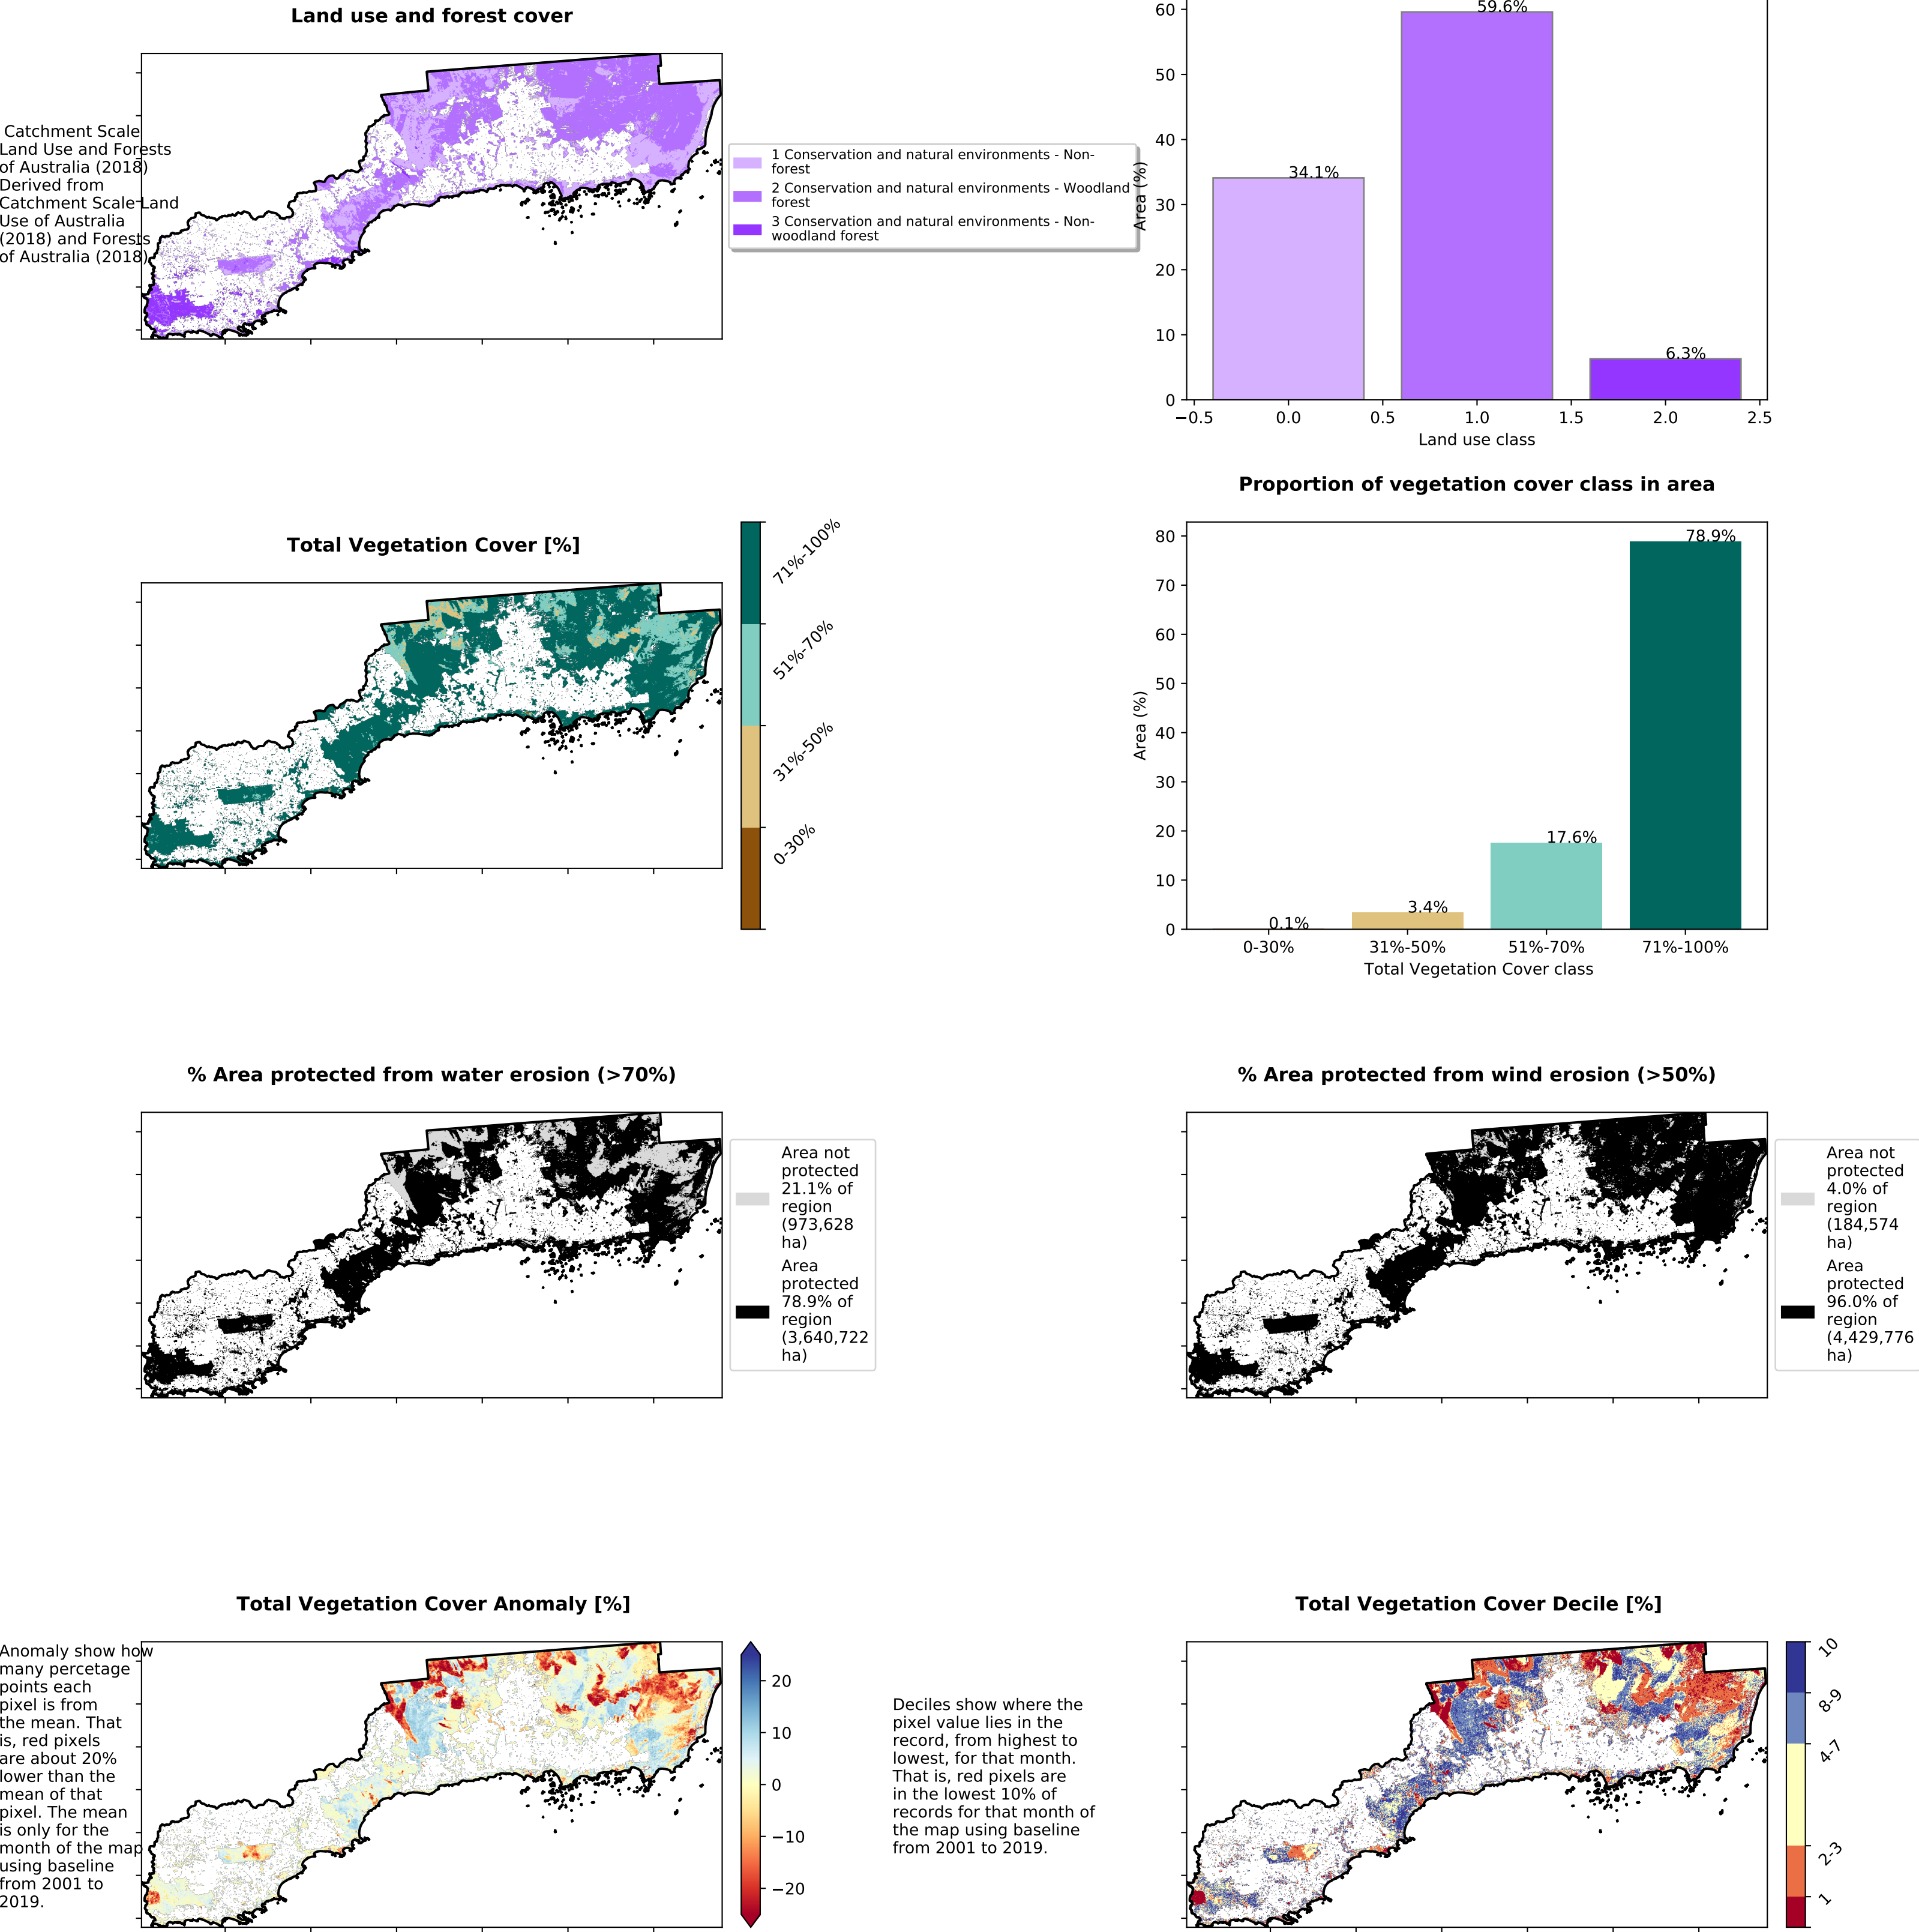 Land use and forest cover
Catchment Scale
Land Use and Forests
of Australia (2018)
Derived from
Catchment Scale Land
Use of Australia
(2018) and Forests
of Australia (2018)
1 Conservation and natural environments - Non-
forest
2 Conservation and natural environments - Woodland
forest
3 Conservation and natural environments - Non-
woodland forest
Area (%)
60
50
40
30
20
10
0
59.6%
34.1%
6.3%
−0.5
0.0
0.5
1.0
1.5
2.0
2.5
Land use class
Total Vegetation Cover [%]
71%-100%
51%-70%
31%-50%
0-30%
Proportion of vegetation cover class in area
Area (%)
80
70
60
50
40
30
20
10
0
78.9%
17.6%
3.4%
0.1%
0-30%
31%-50%
51%-70%
71%-100%
Total Vegetation Cover class
% Area protected from water erosion (>70%)
Area not
protected
21.1% of
region
(973,628
ha)
Area
protected
78.9% of
region
(3,640,722
ha)
% Area protected from wind erosion (>50%)
Area not
protected
4.0% of
region
(184,574
ha)
Area
protected
96.0% of
region
(4,429,776
ha)
Total Vegetation Cover Anomaly [%]
Anomaly show how
many percetage
points each
pixel is from
the mean. That
is, red pixels
are about 20%
lower than the
mean of that
pixel. The mean
is only for the
month of the map
using baseline
from 2001 to
2019.
20
10
0
−10
−20
Total Vegetation Cover Decile [%]
Deciles show where the
pixel value lies in the
record, from highest to
lowest, for that month.
That is, red pixels are
in the lowest 10% of
records for that month of
the map using baseline
from 2001 to 2019.
10
8-9
4-7
2-3
1